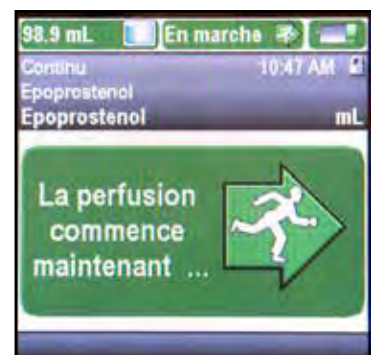 98.9 mL En marche
Continu 10:47 AM
Epoprostenol
Epoprostenol mL
La perfusion
commence
maintenant ...